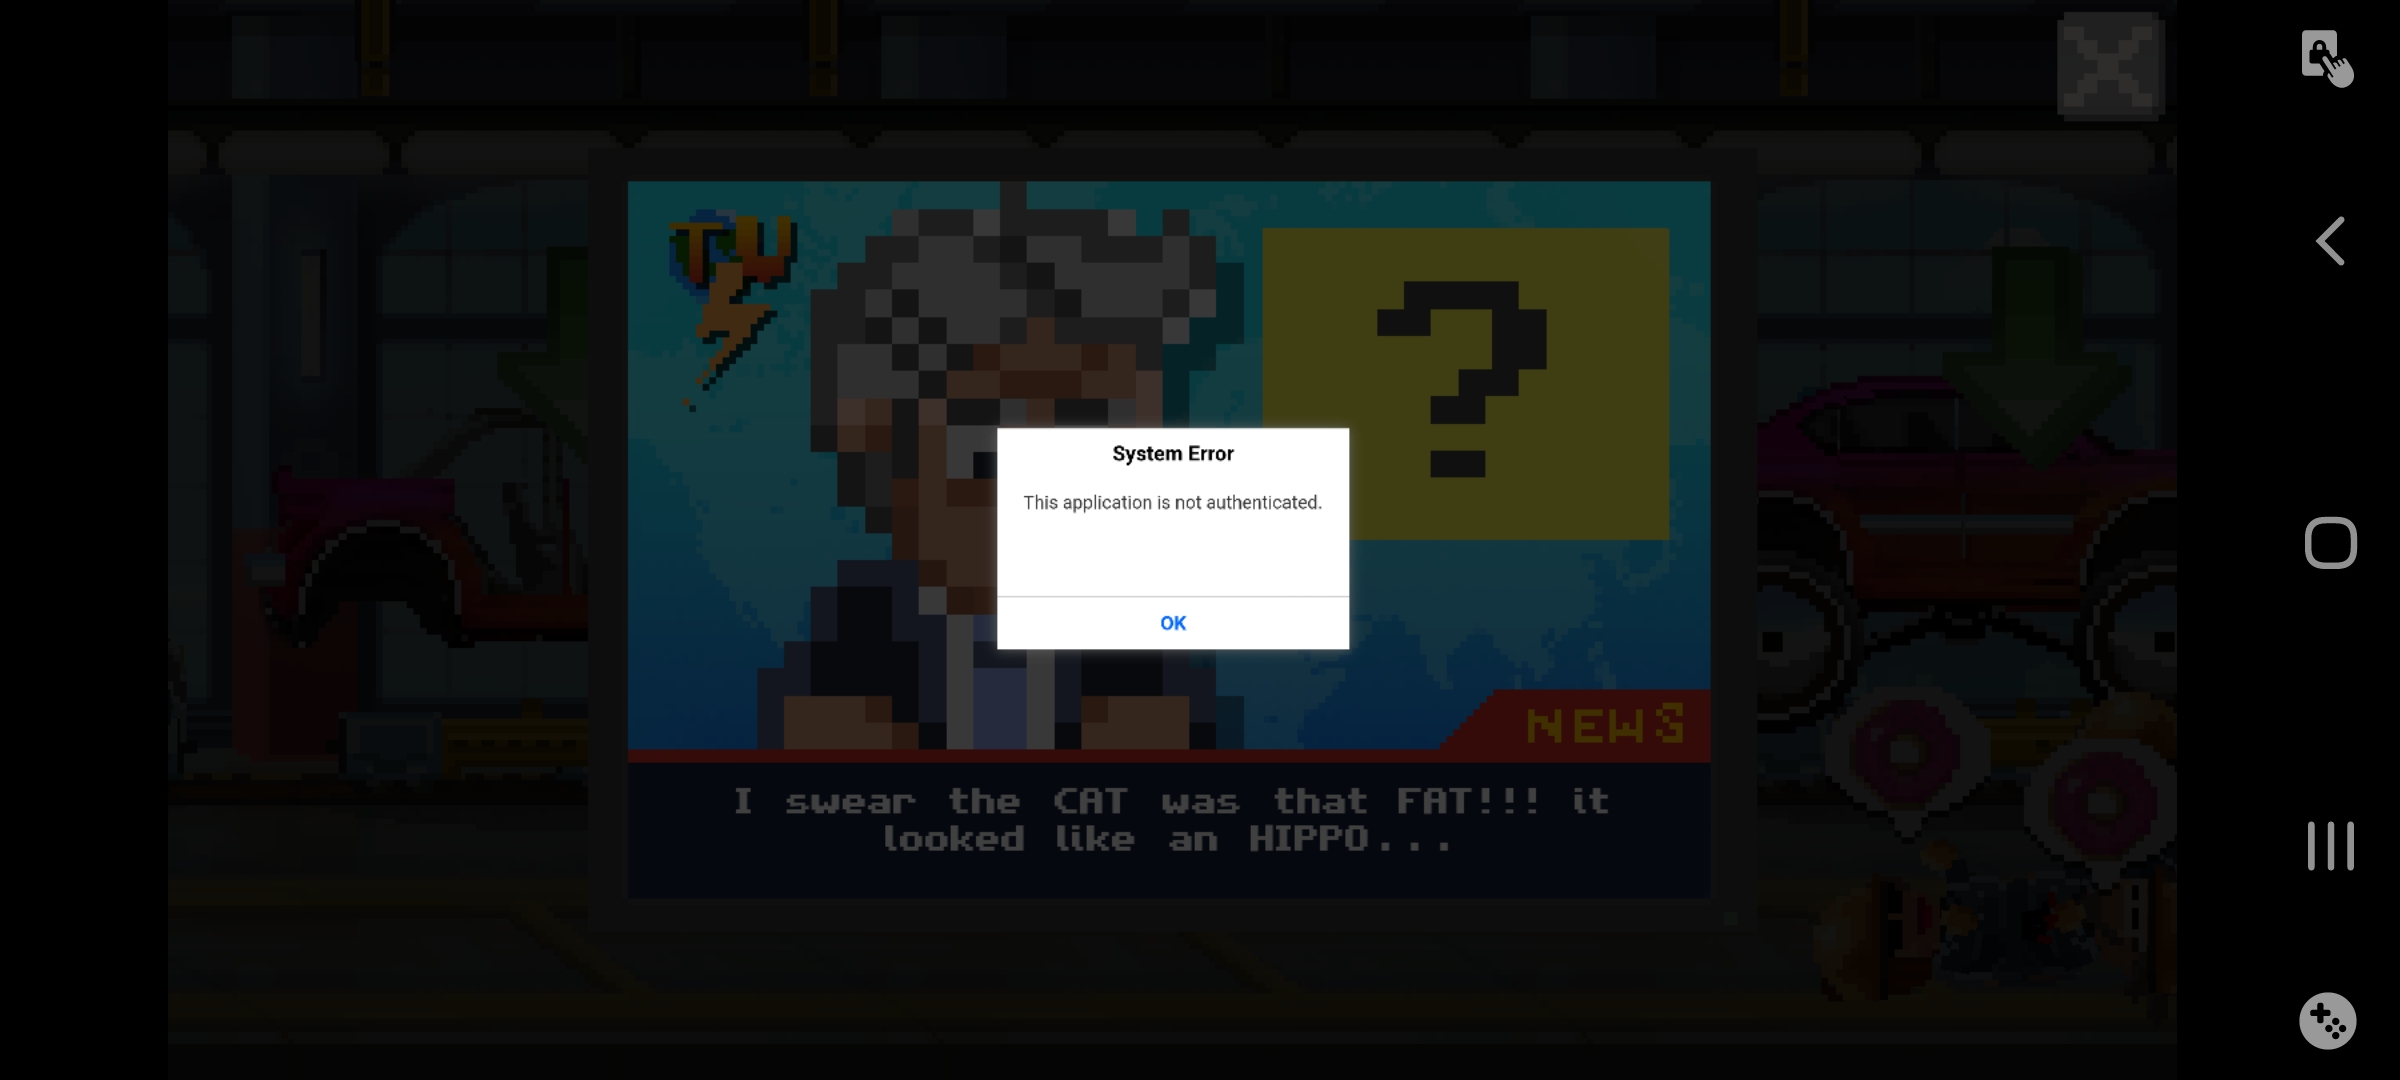 TU
System Error
This application is not authenticated.
OK
NEWS
I swear the CAT was that FAT!!! it
looked like an HIPPO...